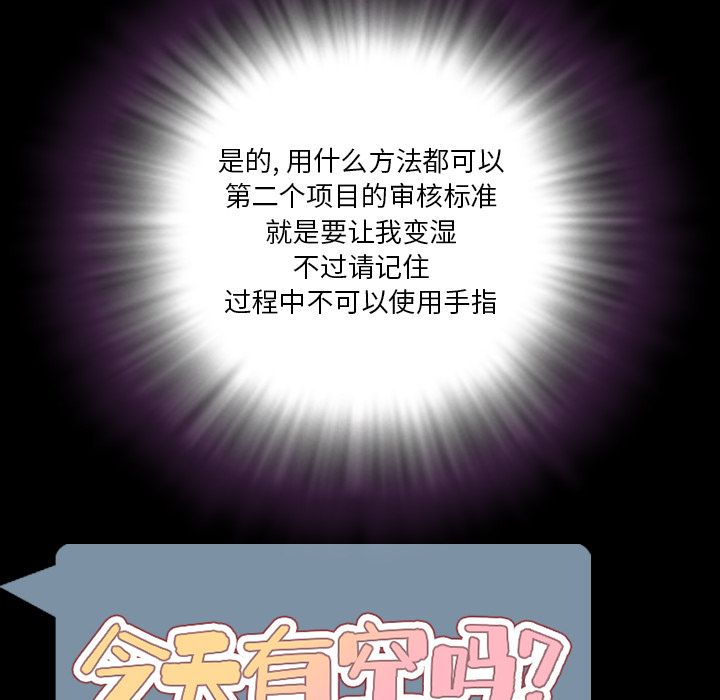 是的, 用什么方法都可以
第二个项目的审核标准
就是要让我变湿
不过请记住
过程中不可以使用手指
今天有空吗?